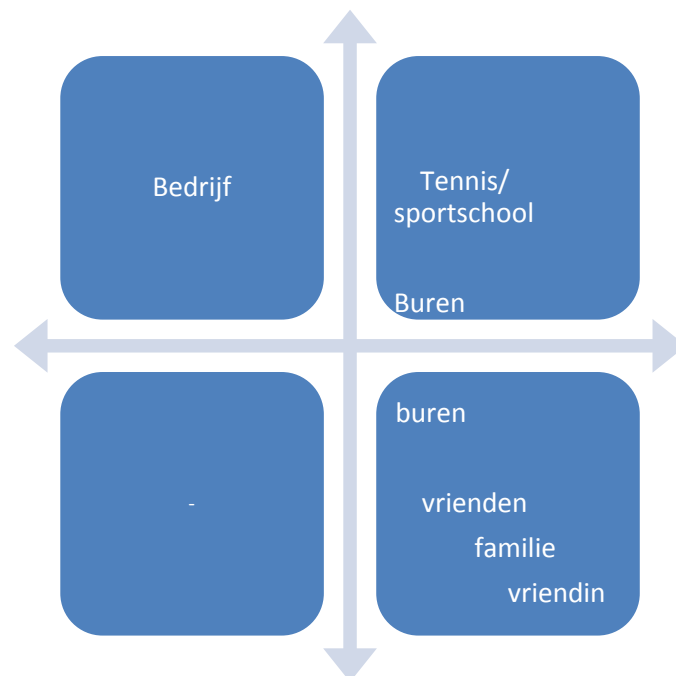 Bedrijf
Tennis/
sportschool
Buren
-
buren
vrienden
familie
vriendin